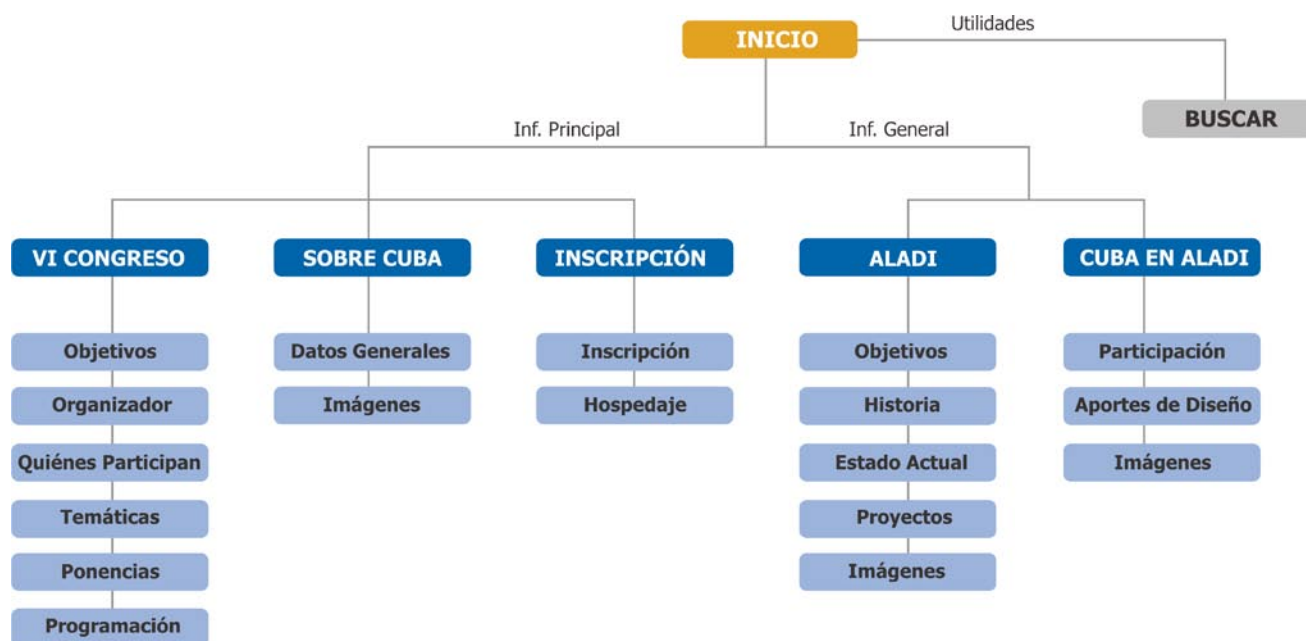 Utilidades
INICIO
BUSCAR
Inf. Principal
Inf. General
VI CONGRESO
SOBRE CUBA
INSCRIPCIÓN
ALADI
CUBA EN ALADI
Objetivos
Datos Generales
Inscripción
Objetivos
Participación
Organizador
Imágenes
Hospedaje
Historia
Aportes de Diseño
Quiénes Participan
Estado Actual
Imágenes
Temáticas
Proyectos
Ponencias
Imágenes
Programación